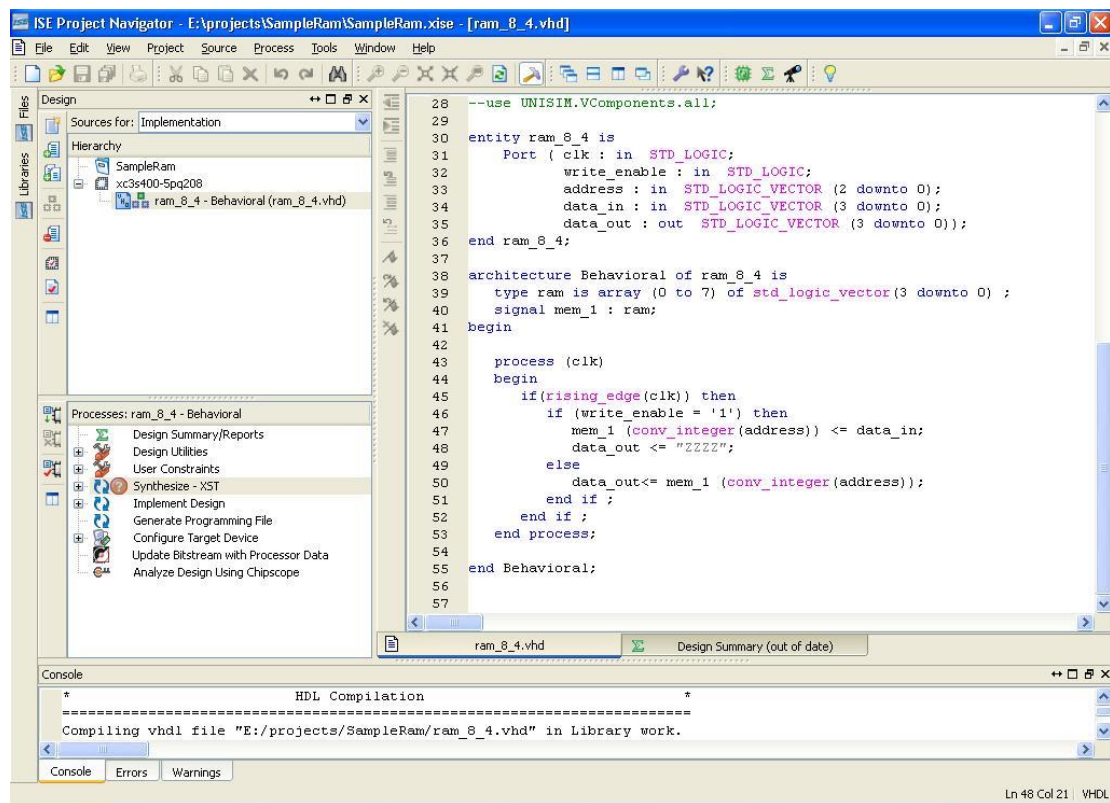 ISE Project Navigator - E:\projects\SampleRam\SampleRam.xise - [ram_8_4.vhd]
File Edit View Project Source Process Tools Window Help
Files
Libraries
Design
Sources for: Implementation
Hierarchy
SampleRam
xc3s400-5pq208
ram_8_4 - Behavioral (ram_8_4.vhd)
Processes: ram_8_4 - Behavioral
Design Summary/Reports
Design Utilities
User Constraints
Synthesize - XST
Implement Design
Generate Programming File
Configure Target Device
Update Bitstream with Processor Data
Analyze Design Using Chipscope
28 --use UNISIM.VComponents.all;
29
30 entity ram_8_4 is
31 Port ( clk : in STD_LOGIC;
32 write_enable : in STD_LOGIC;
33 address : in STD_LOGIC_VECTOR (2 downto 0);
34 data_in : in STD_LOGIC_VECTOR (3 downto 0);
35 data_out : out STD_LOGIC_VECTOR (3 downto 0));
36 end ram_8_4;
37
38 architecture Behavioral of ram_8_4 is
39 type ram is array (0 to 7) of std_logic_vector(3 downto 0) ;
40 signal mem_1 : ram;
41 begin
42
43 process (clk)
44 begin
45 if(rising_edge(clk)) then
46 if (write_enable = '1') then
47 mem_1 (conv_integer(address)) <= data_in;
48 data_out <= "ZZZZ";
49 else
50 data_out<= mem_1 (conv_integer(address));
51 end if ;
52 end if ;
53 end process;
54
55 end Behavioral;
56
57
ram_8_4.vhd Design Summary (out of date)
Console
* HDL Compilation *
=========================================================================
Compiling vhdl file "E:/projects/SampleRam/ram_8_4.vhd" in Library work.
Console Errors Warnings
Ln 48 Col 21 VHDL